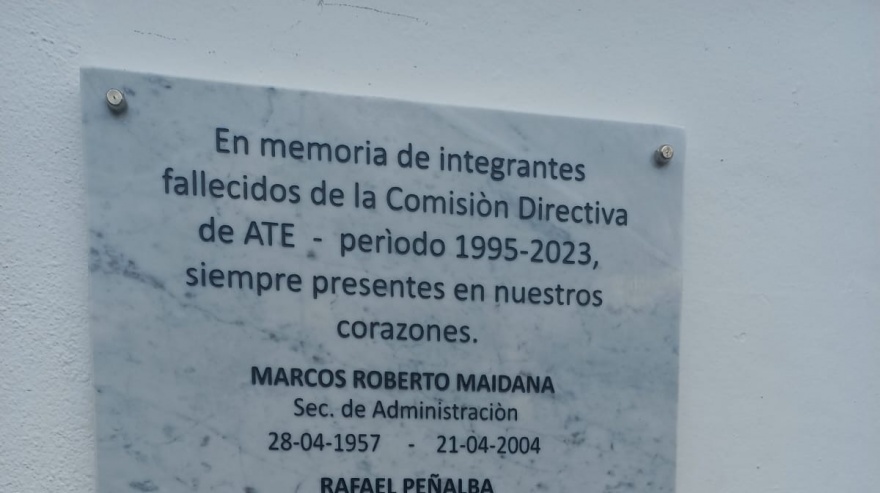 En memoria de integrantes
fallecidos de la Comisiòn Directiva
de ATE - perìodo 1995-2023,
siempre presentes en nuestros
corazones.
MARCOS ROBERTO MAIDANA
Sec. de Administraciòn
28-04-1957 - 21-04-2004
RAFAEL PEÑALBA